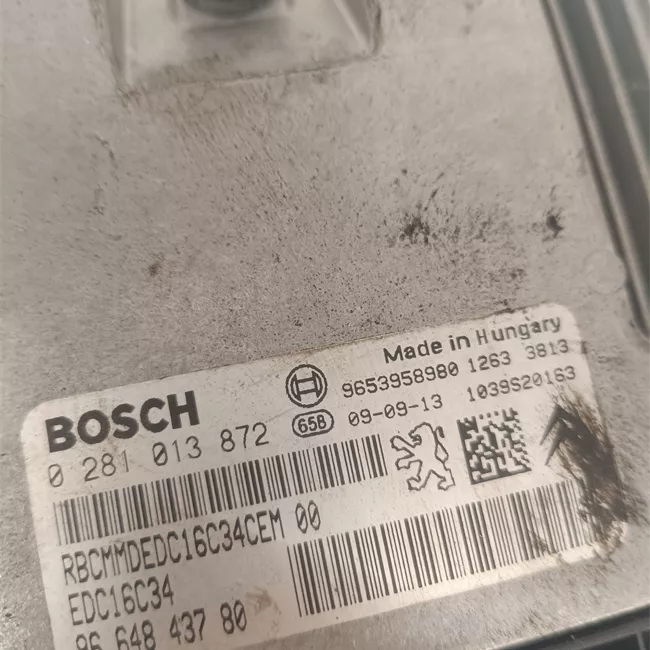 Made in Hungary
BOSCH 9653958980 1263 3813
0 281 013 872 658 09-09-13 1039S20163
RBCMMDEDC16C34CEM 00
EDC16C34
96 648 437 80